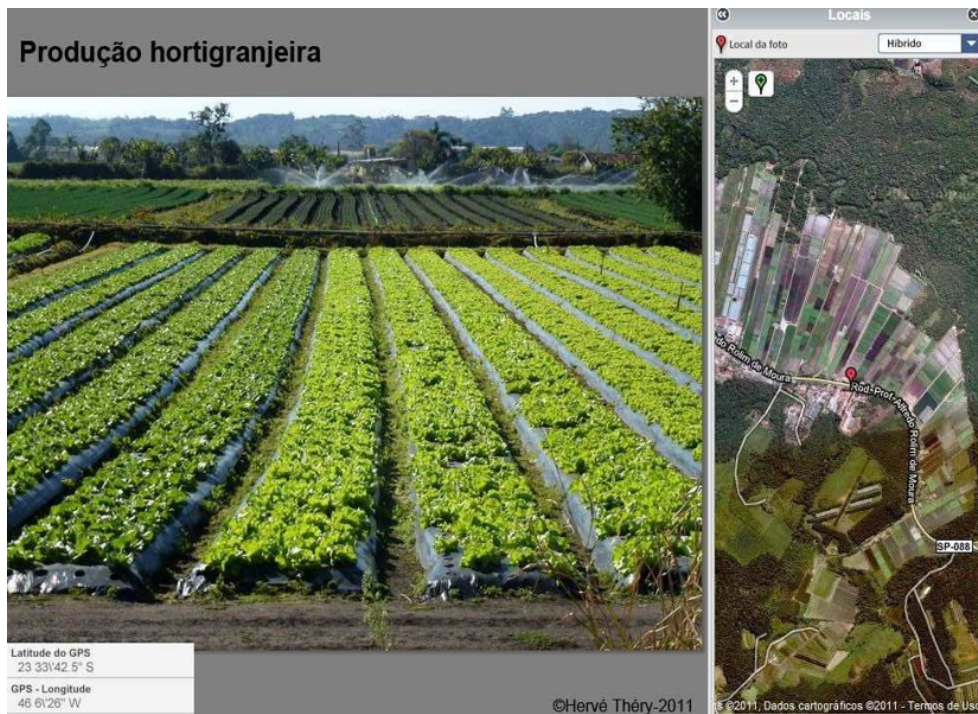 Produção hortigranjeira
Latitude do GPS
23 33\'42.5" S
GPS - Longitude
46 6\'26" W
©Hervé Théry-2011
Locais
Local da foto
Híbrido
do Rolim de Moura
Rod-Prof-Alfredo Rolim de Moura
SP-088
s ©2011, Dados cartográficos ©2011 - Termos de Us